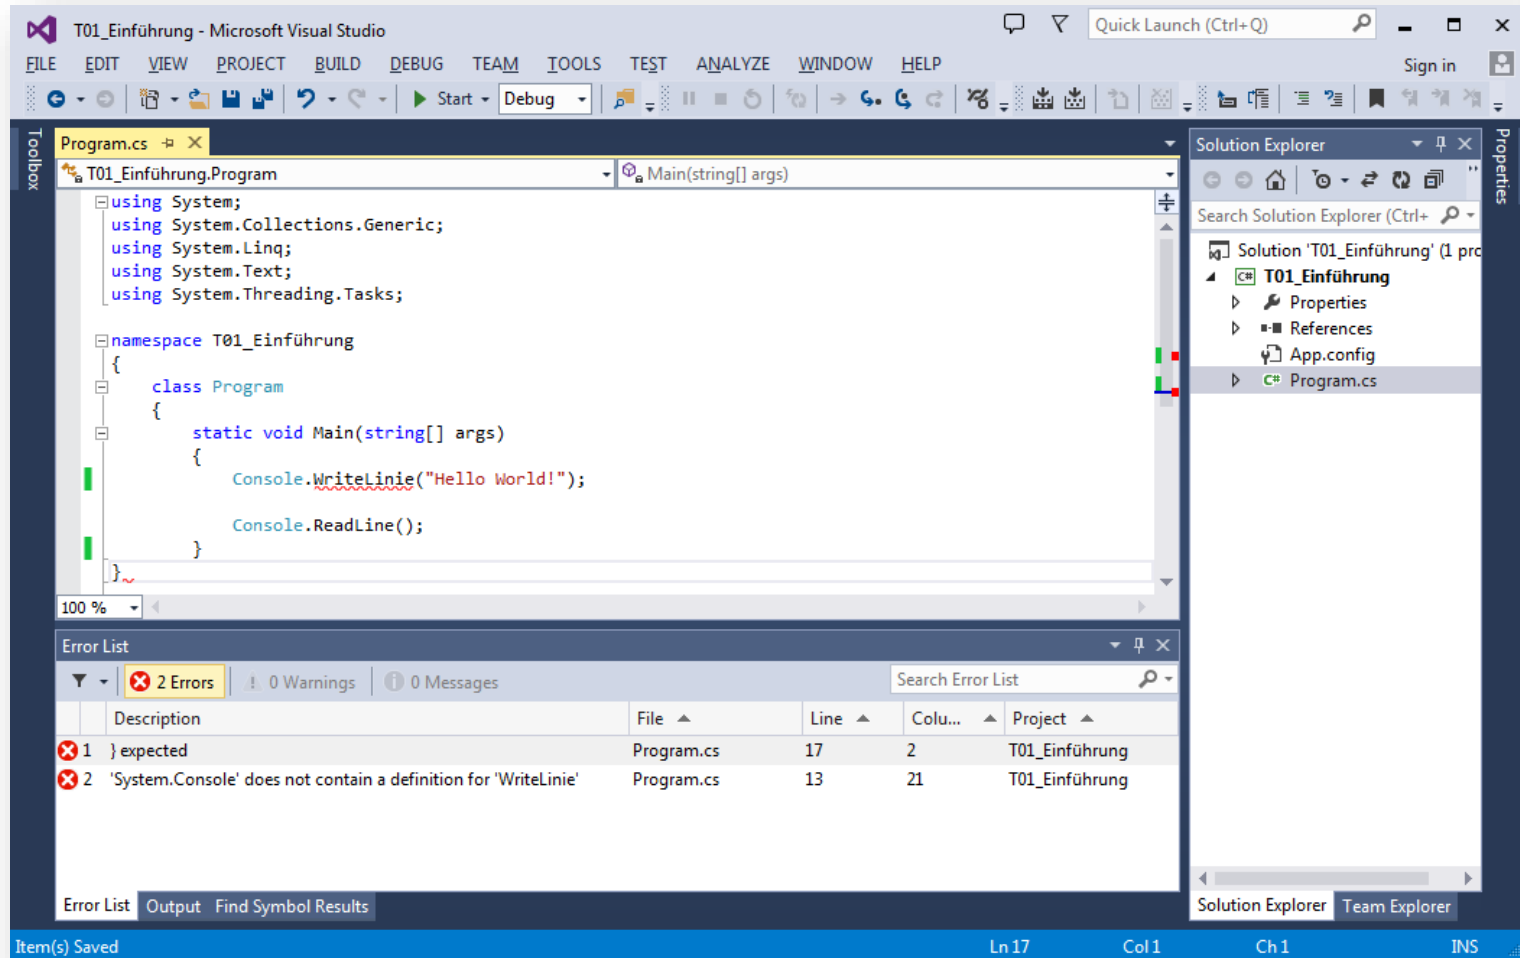 T01_Einführung - Microsoft Visual Studio
Quick Launch (Ctrl+Q)
FILE EDIT VIEW PROJECT BUILD DEBUG TEAM TOOLS TEST ANALYZE WINDOW HELP
Sign in
Start Debug
Toolbox
Program.cs
T01_Einführung.Program
Main(string[] args)
using System;
using System.Collections.Generic;
using System.Linq;
using System.Text;
using System.Threading.Tasks;
namespace T01_Einführung
{
class Program
{
static void Main(string[] args)
{
Console.WriteLinie("Hello World!");
Console.ReadLine();
}
}
100 %
Solution Explorer
Search Solution Explorer (Ctrl+
Solution 'T01_Einführung' (1 pro
C# T01_Einführung
Properties
References
App.config
C# Program.cs
Properties
Error List
2 Errors 0 Warnings 0 Messages
Search Error List
Description File Line Colu... Project
1 } expected Program.cs 17 2 T01_Einführung
2 'System.Console' does not contain a definition for 'WriteLinie' Program.cs 13 21 T01_Einführung
Error List Output Find Symbol Results
Solution Explorer Team Explorer
Item(s) Saved Ln 17 Col 1 Ch 1 INS